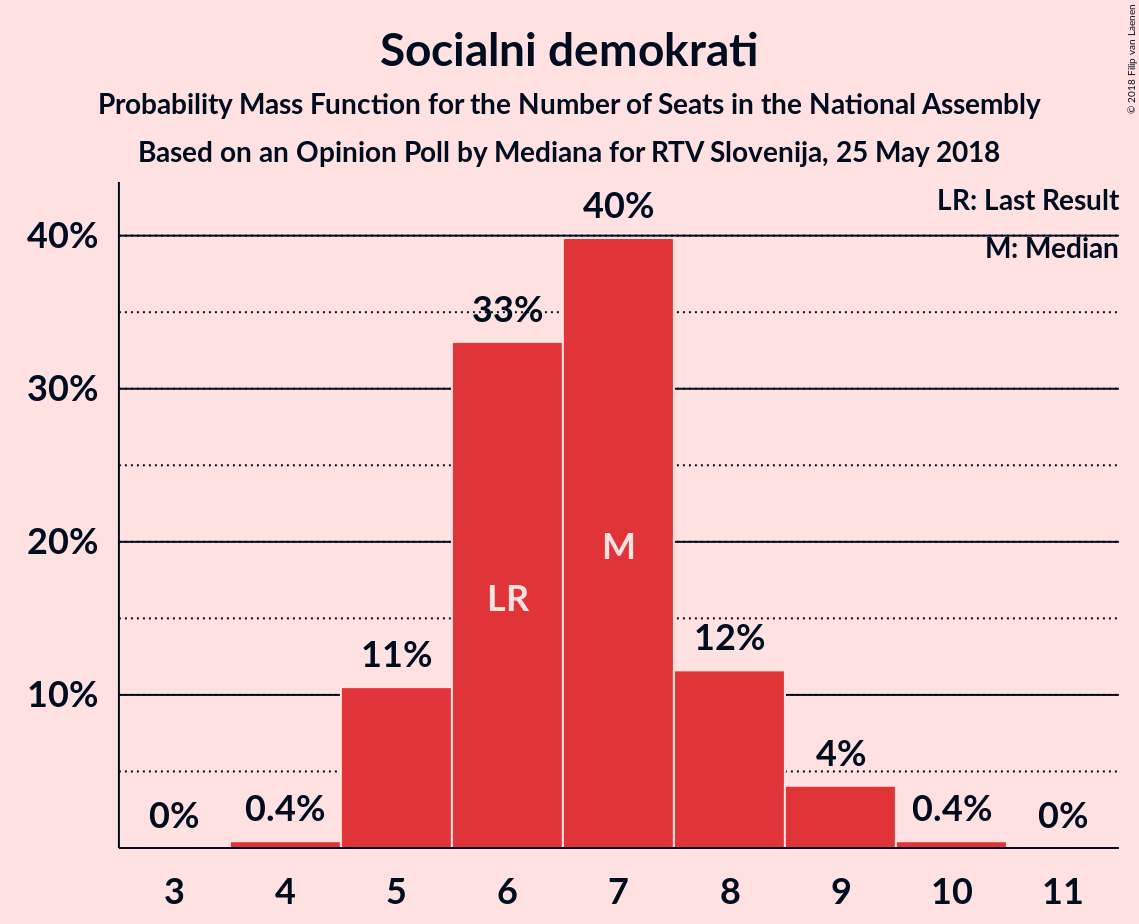 Socialni demokrati
Probability Mass Function for the Number of Seats in the National Assembly
Based on an Opinion Poll by Mediana for RTV Slovenija, 25 May 2018
© 2018 Filip van Laenen
LR: Last Result
M: Median
40%
30%
20%
10%
0%
0.4%
11%
33%
40%
12%
4%
0.4%
0%
LR
M
3 4 5 6 7 8 9 10 11